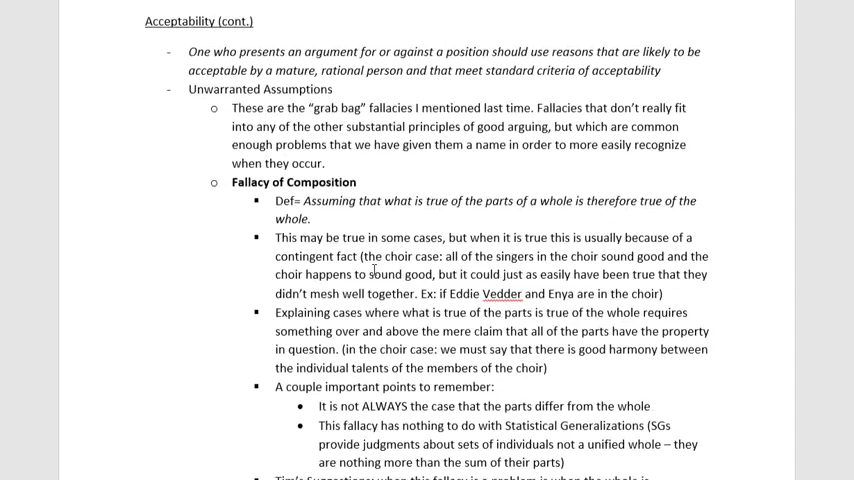 Acceptability (cont.)
- One who presents an argument for or against a position should use reasons that are likely to be
acceptable by a mature, rational person and that meet standard criteria of acceptability
- Unwarranted Assumptions
o These are the “grab bag” fallacies I mentioned last time. Fallacies that don’t really fit
into any of the other substantial principles of good arguing, but which are common
enough problems that we have given them a name in order to more easily recognize
when they occur.
o Fallacy of Composition
▪ Def= Assuming that what is true of the parts of a whole is therefore true of the
whole.
▪ This may be true in some cases, but when it is true this is usually because of a
contingent fact (the choir case: all of the singers in the choir sound good and the
choir happens to sound good, but it could just as easily have been true that they
didn’t mesh well together. Ex: if Eddie Vedder and Enya are in the choir)
▪ Explaining cases where what is true of the parts is true of the whole requires
something over and above the mere claim that all of the parts have the property
in question. (in the choir case: we must say that there is good harmony between
the individual talents of the members of the choir)
▪ A couple important points to remember:
• It is not ALWAYS the case that the parts differ from the whole
• This fallacy has nothing to do with Statistical Generalizations (SGs
provide judgments about sets of individuals not a unified whole – they
are nothing more than the sum of their parts)